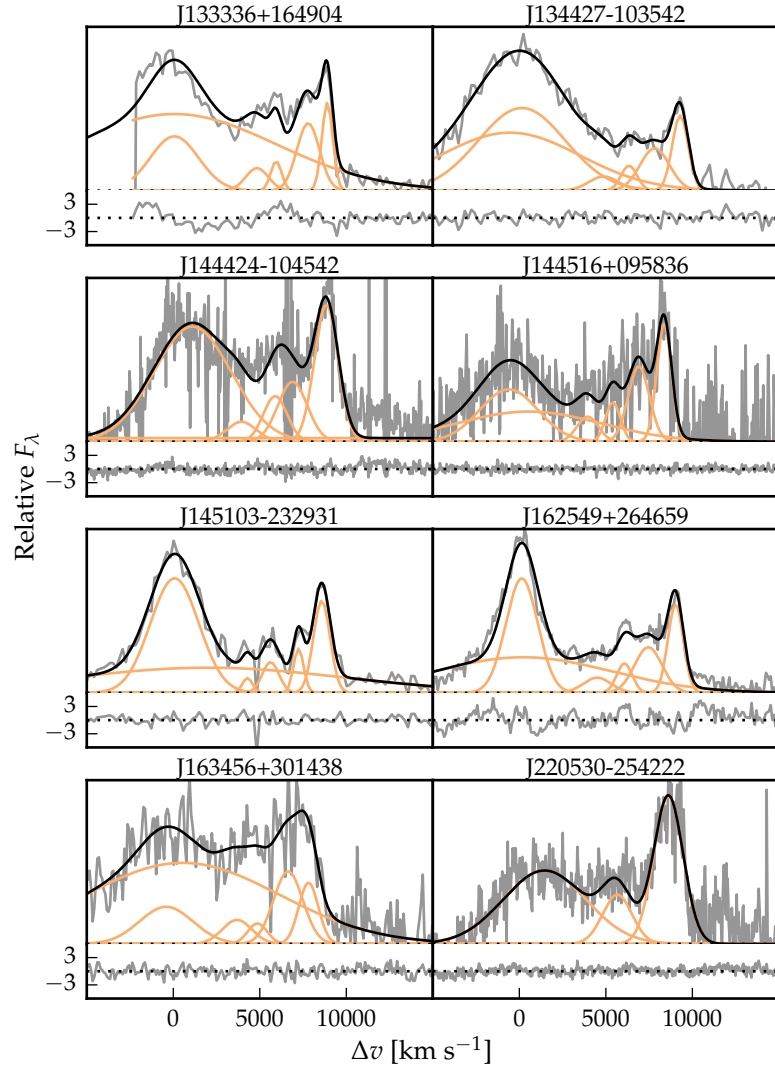 J133336+164904 J134427-103542
3
−3
J144424-104542 J144516+095836
3
−3
Relative Fλ
J145103-232931 J162549+264659
3
−3
J163456+301438 J220530-254222
3
−3
0 5000 10000 0 5000 10000
Δv [km s⁻¹]